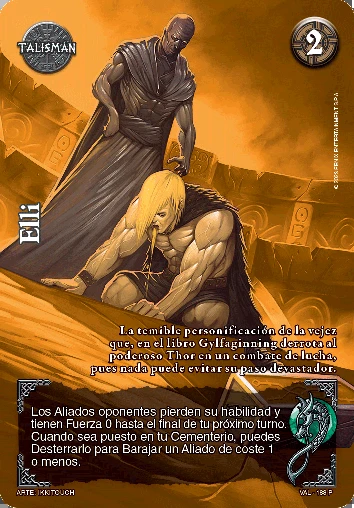 TALISMAN
2
Elli
La temible personificación de la vejez
que, en el libro Gylfaginning derrota al
poderoso Thor en un combate de lucha,
pues nada puede evitar su paso devastador.
Los Aliados oponentes pierden su habilidad y
tienen Fuerza 0 hasta el final de tu próximo turno.
Cuando sea puesto en tu Cementerio, puedes
Desterrarlo para Barajar un Aliado de coste 1
o menos.
ARTE: IKKITOUCH